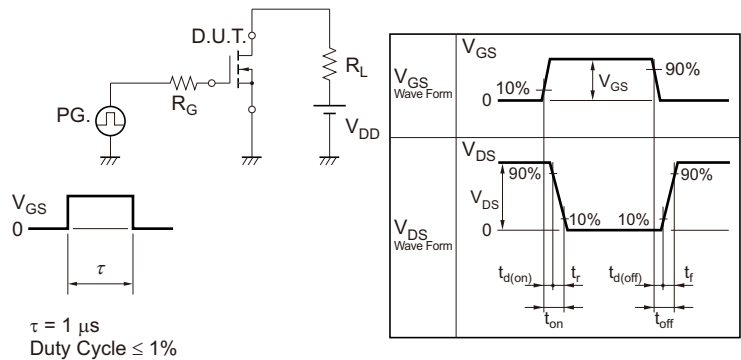 D.U.T.
R_L
R_G
PG.
V_DD
V_GS
0
τ
τ = 1 μs
Duty Cycle ≤ 1%
V_GS
Wave Form
V_GS
10%
90%
V_GS
0
V_DS
Wave Form
V_DS
90%
90%
V_DS
10%
10%
0
t_d(on)
t_r
t_d(off)
t_f
t_on
t_off